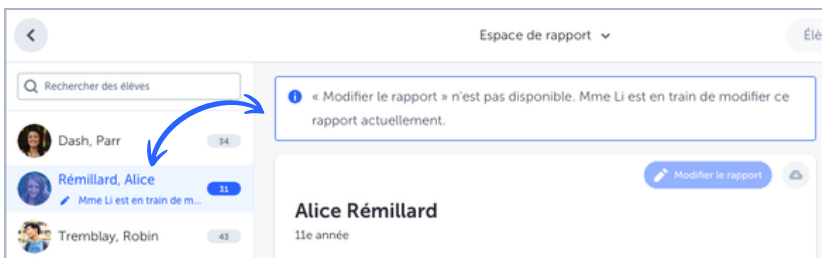 Espace de rapport
Élè
Rechercher des élèves
« Modifier le rapport » n'est pas disponible. Mme Li est en train de modifier ce
rapport actuellement.
Dash, Parr
34
Rémillard, Alice
31
Mme Li est en train de m...
Tremblay, Robin
43
Modifier le rapport
Alice Rémillard
11e année